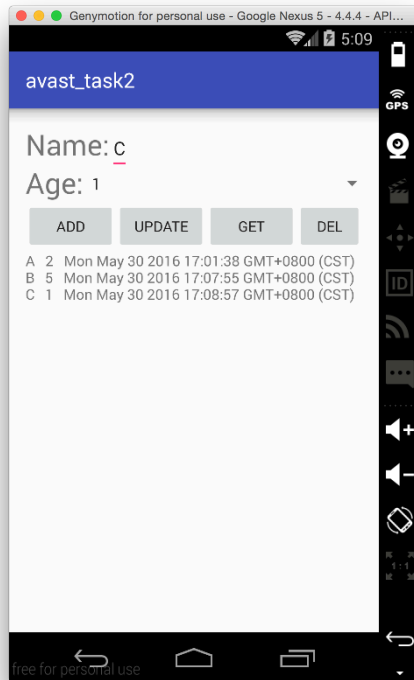 Genymotion for personal use - Google Nexus 5 - 4.4.4 - API...
5:09
avast_task2
GPS
Name: C
Age: 1
ADD UPDATE GET DEL
A 2 Mon May 30 2016 17:01:38 GMT+0800 (CST)
B 5 Mon May 30 2016 17:07:55 GMT+0800 (CST)
C 1 Mon May 30 2016 17:08:57 GMT+0800 (CST)
ID
1:1
free for personal use